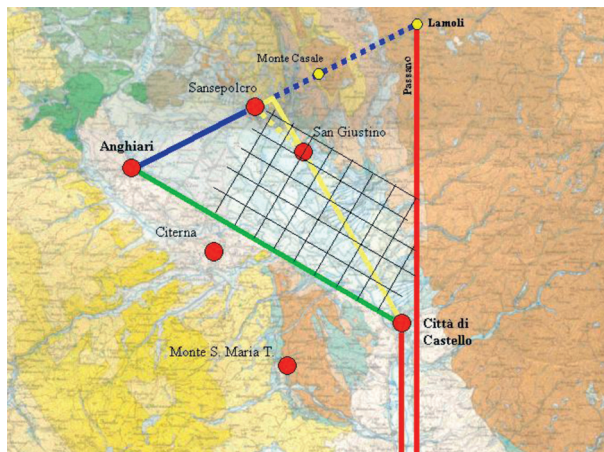 Lamoli
Monte Casale
Passano
Sansepolcro
San Giustino
Anghiari
Citerna
Città di
Castello
Monte S. Maria T.